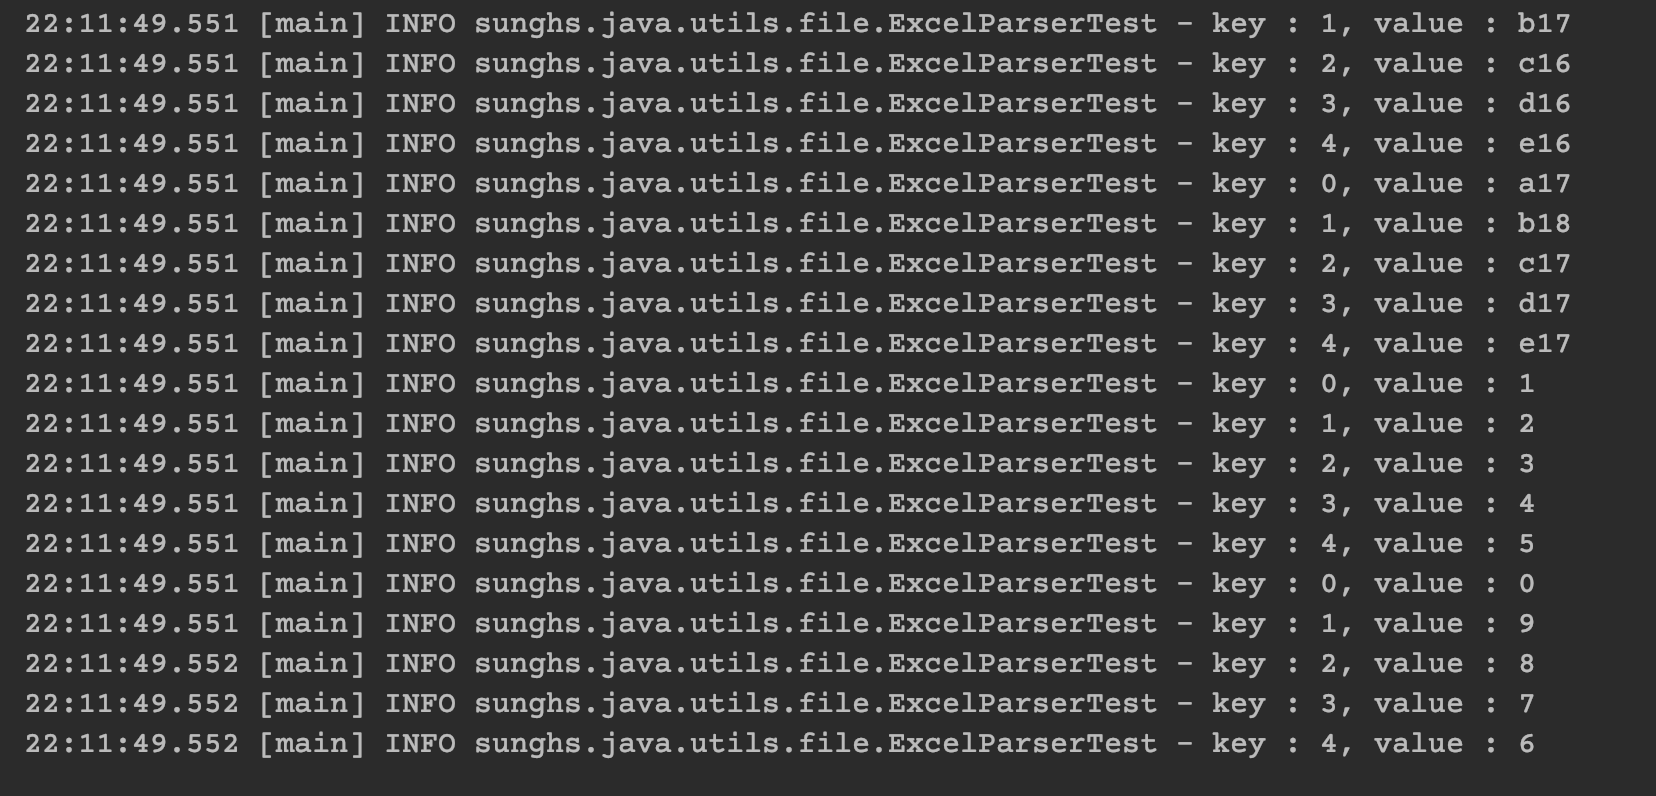 22:11:49.551 [main] INFO sunghs.java.utils.file.ExcelParserTest - key : 1, value : b17
22:11:49.551 [main] INFO sunghs.java.utils.file.ExcelParserTest - key : 2, value : c16
22:11:49.551 [main] INFO sunghs.java.utils.file.ExcelParserTest - key : 3, value : d16
22:11:49.551 [main] INFO sunghs.java.utils.file.ExcelParserTest - key : 4, value : e16
22:11:49.551 [main] INFO sunghs.java.utils.file.ExcelParserTest - key : 0, value : a17
22:11:49.551 [main] INFO sunghs.java.utils.file.ExcelParserTest - key : 1, value : b18
22:11:49.551 [main] INFO sunghs.java.utils.file.ExcelParserTest - key : 2, value : c17
22:11:49.551 [main] INFO sunghs.java.utils.file.ExcelParserTest - key : 3, value : d17
22:11:49.551 [main] INFO sunghs.java.utils.file.ExcelParserTest - key : 4, value : e17
22:11:49.551 [main] INFO sunghs.java.utils.file.ExcelParserTest - key : 0, value : 1
22:11:49.551 [main] INFO sunghs.java.utils.file.ExcelParserTest - key : 1, value : 2
22:11:49.551 [main] INFO sunghs.java.utils.file.ExcelParserTest - key : 2, value : 3
22:11:49.551 [main] INFO sunghs.java.utils.file.ExcelParserTest - key : 3, value : 4
22:11:49.551 [main] INFO sunghs.java.utils.file.ExcelParserTest - key : 4, value : 5
22:11:49.551 [main] INFO sunghs.java.utils.file.ExcelParserTest - key : 0, value : 0
22:11:49.551 [main] INFO sunghs.java.utils.file.ExcelParserTest - key : 1, value : 9
22:11:49.552 [main] INFO sunghs.java.utils.file.ExcelParserTest - key : 2, value : 8
22:11:49.552 [main] INFO sunghs.java.utils.file.ExcelParserTest - key : 3, value : 7
22:11:49.552 [main] INFO sunghs.java.utils.file.ExcelParserTest - key : 4, value : 6